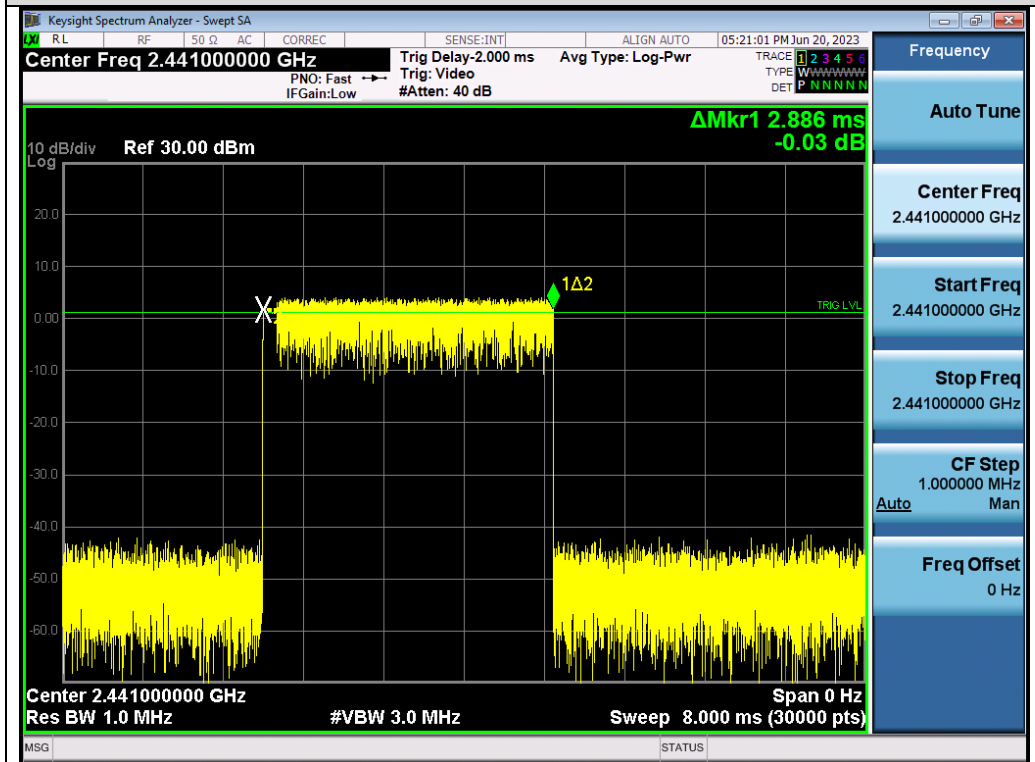 Keysight Spectrum Analyzer - Swept SA
LXI RL RF 50 Ω AC CORREC SENSE:INT ALIGN AUTO 05:21:01 PM Jun 20, 2023
Center Freq 2.441000000 GHz
PNO: Fast
IFGain:Low
Trig Delay-2.000 ms
Trig: Video
#Atten: 40 dB
Avg Type: Log-Pwr
TRACE 1 2 3 4 5 6
TYPE W
DET P N N N N N
ΔMkr1 2.886 ms
-0.03 dB
10 dB/div Ref 30.00 dBm
Log
20.0
10.0
0.00
-10.0
-20.0
-30.0
-40.0
-50.0
-60.0
1Δ2
TRIG LVL
Center 2.441000000 GHz Span 0 Hz
Res BW 1.0 MHz #VBW 3.0 MHz Sweep 8.000 ms (30000 pts)
MSG STATUS
Frequency
Auto Tune
Center Freq
2.441000000 GHz
Start Freq
2.441000000 GHz
Stop Freq
2.441000000 GHz
CF Step
1.000000 MHz
Auto Man
Freq Offset
0 Hz